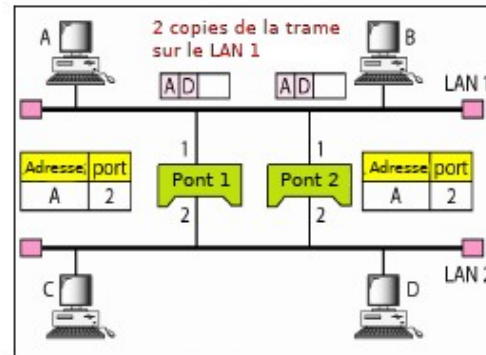 2 copies de la trame
sur le LAN 1
A
B
A D
A D
LAN 1
1
1
Adresse port
A 2
Pont 1
Pont 2
Adresse port
A 2
2
2
LAN 2
C
D